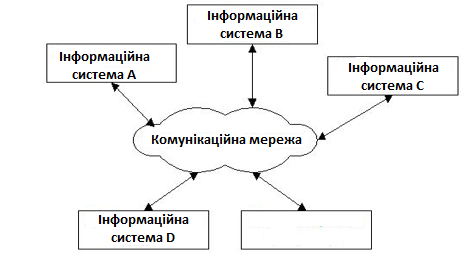 Інформаційна
система B
Інформаційна
система A
Інформаційна
система C
Комунікаційна мережа
Інформаційна
система D